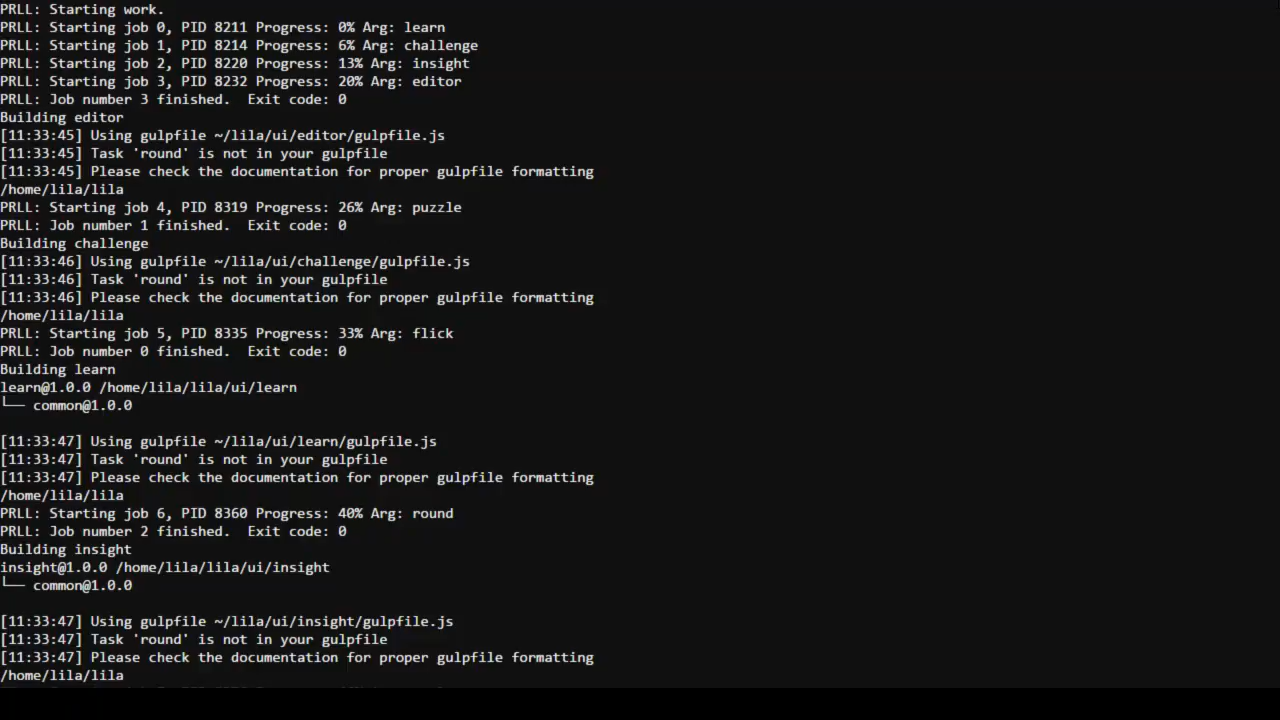 PRLL: Starting work.
PRLL: Starting job 0, PID 8211 Progress: 0% Arg: learn
PRLL: Starting job 1, PID 8214 Progress: 6% Arg: challenge
PRLL: Starting job 2, PID 8220 Progress: 13% Arg: insight
PRLL: Starting job 3, PID 8232 Progress: 20% Arg: editor
PRLL: Job number 3 finished.  Exit code: 0
Building editor
[11:33:45] Using gulpfile ~/lila/ui/editor/gulpfile.js
[11:33:45] Task 'round' is not in your gulpfile
[11:33:45] Please check the documentation for proper gulpfile formatting
/home/lila/lila
PRLL: Starting job 4, PID 8319 Progress: 26% Arg: puzzle
PRLL: Job number 1 finished.  Exit code: 0
Building challenge
[11:33:46] Using gulpfile ~/lila/ui/challenge/gulpfile.js
[11:33:46] Task 'round' is not in your gulpfile
[11:33:46] Please check the documentation for proper gulpfile formatting
/home/lila/lila
PRLL: Starting job 5, PID 8335 Progress: 33% Arg: flick
PRLL: Job number 0 finished.  Exit code: 0
Building learn
learn@1.0.0 /home/lila/lila/ui/learn
└── common@1.0.0
[11:33:47] Using gulpfile ~/lila/ui/learn/gulpfile.js
[11:33:47] Task 'round' is not in your gulpfile
[11:33:47] Please check the documentation for proper gulpfile formatting
/home/lila/lila
PRLL: Starting job 6, PID 8360 Progress: 40% Arg: round
PRLL: Job number 2 finished.  Exit code: 0
Building insight
insight@1.0.0 /home/lila/lila/ui/insight
└── common@1.0.0
[11:33:47] Using gulpfile ~/lila/ui/insight/gulpfile.js
[11:33:47] Task 'round' is not in your gulpfile
[11:33:47] Please check the documentation for proper gulpfile formatting
/home/lila/lila